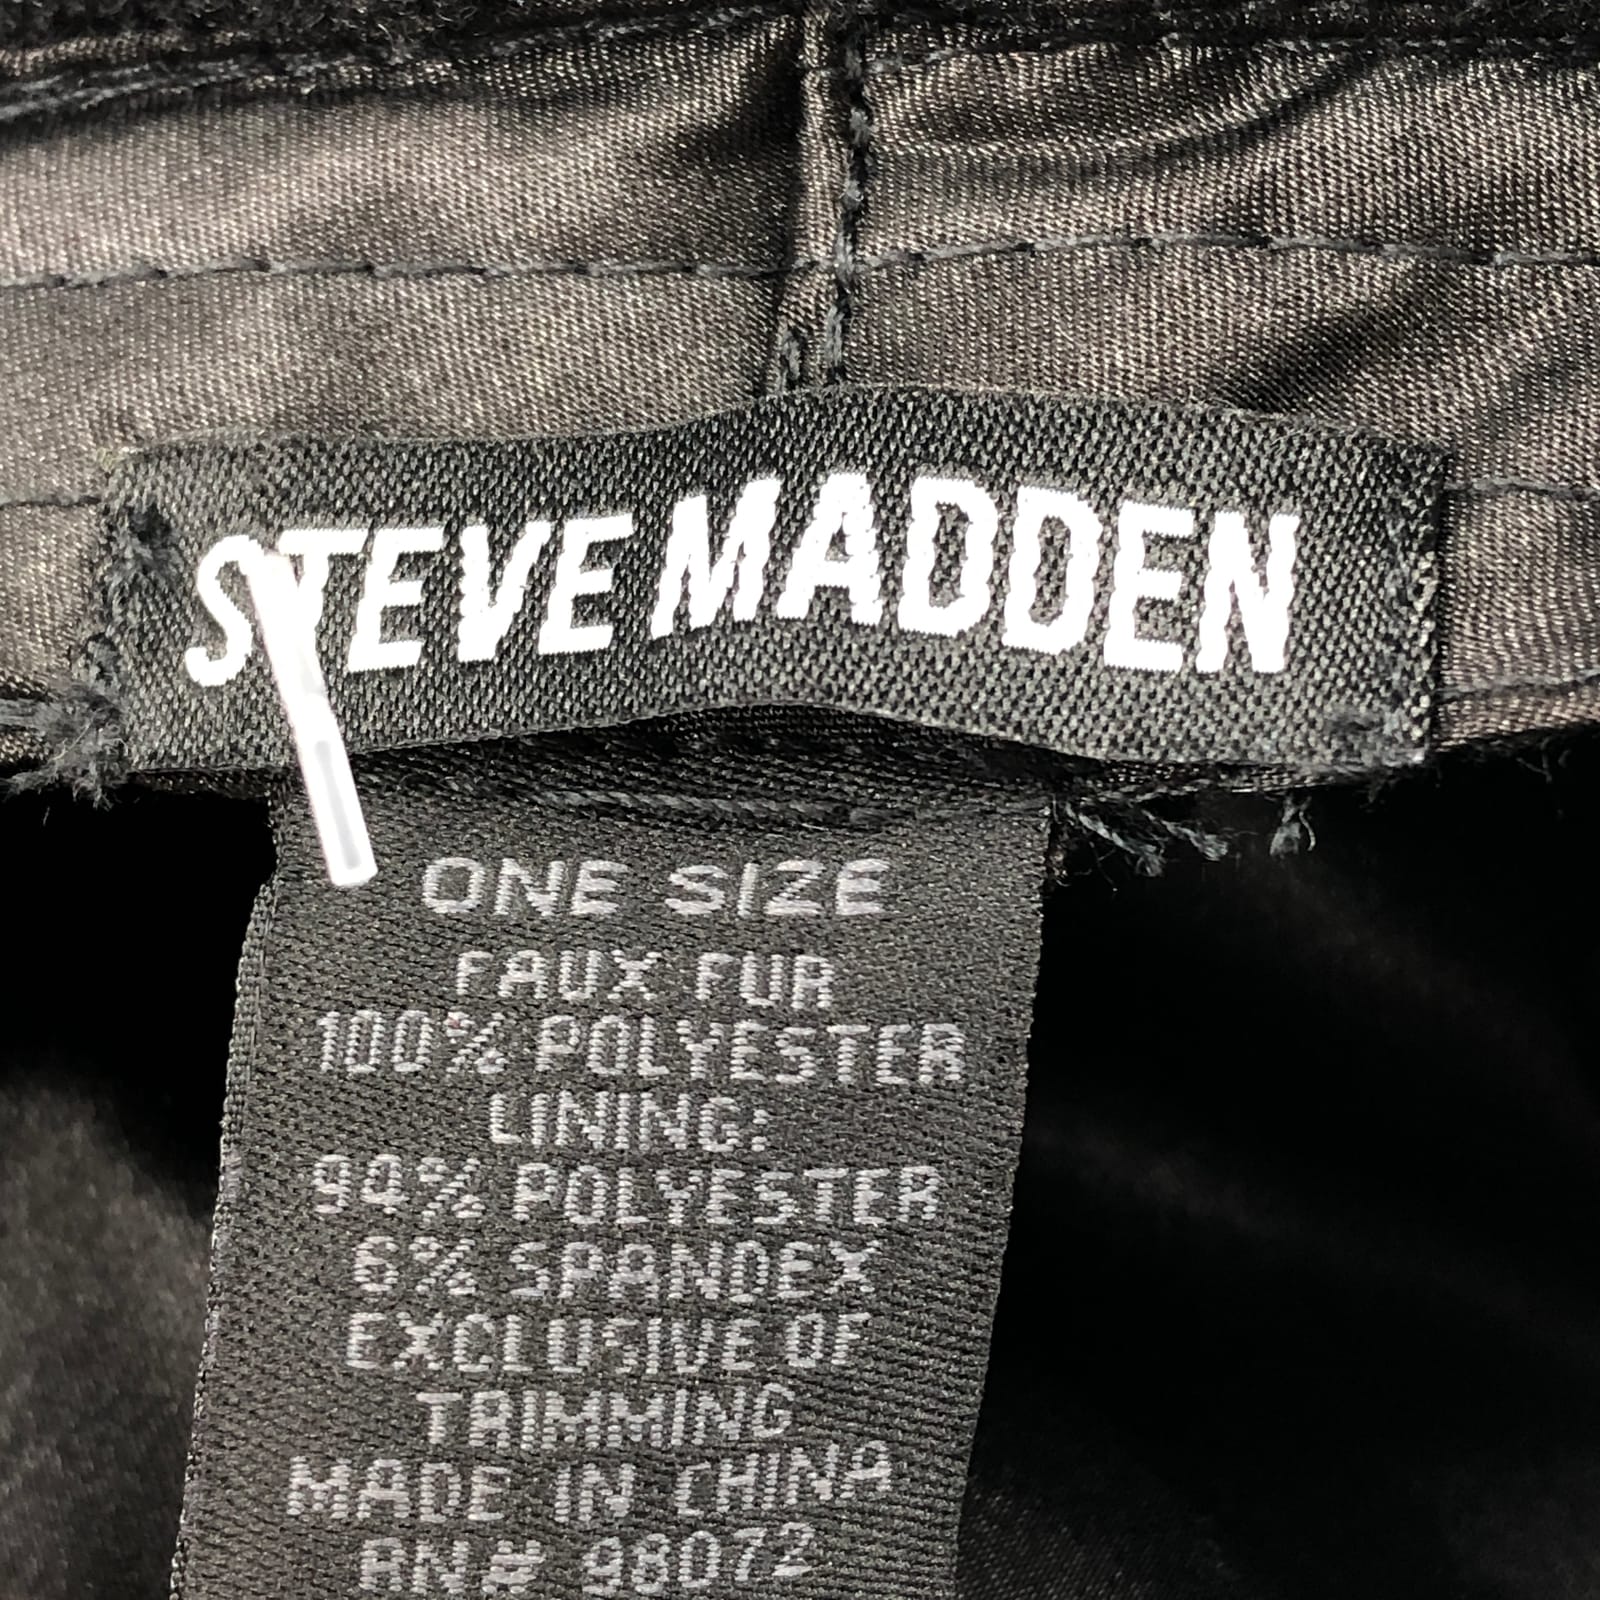 STEVE MADDEN
ONE SIZE
FAUX FUR
100% POLYESTER
LINING:
94% POLYESTER
6% SPANDEX
EXCLUSIVE OF
TRIMMING
MADE IN CHINA
RN# 98072